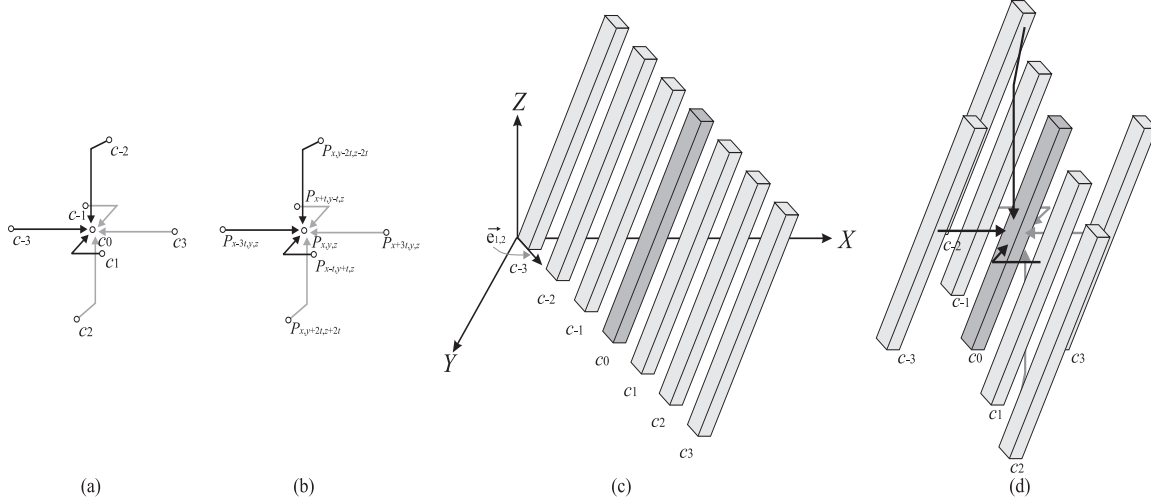 c-2
c-1
c0
c-3
c3
c1
c2
(a)
Px,y-2t,z-2t
Px+t,y-t,z
Px-3t,y,z
Px,y,z
Px+3t,y,z
Px-t,y+t,z
Px,y+2t,z+2t
(b)
Z
X
Y
e1,2
c-3
c-2
c-1
c0
c1
c2
c3
(c)
c-2
c-1
c-3
c0
c3
c1
c2
(d)